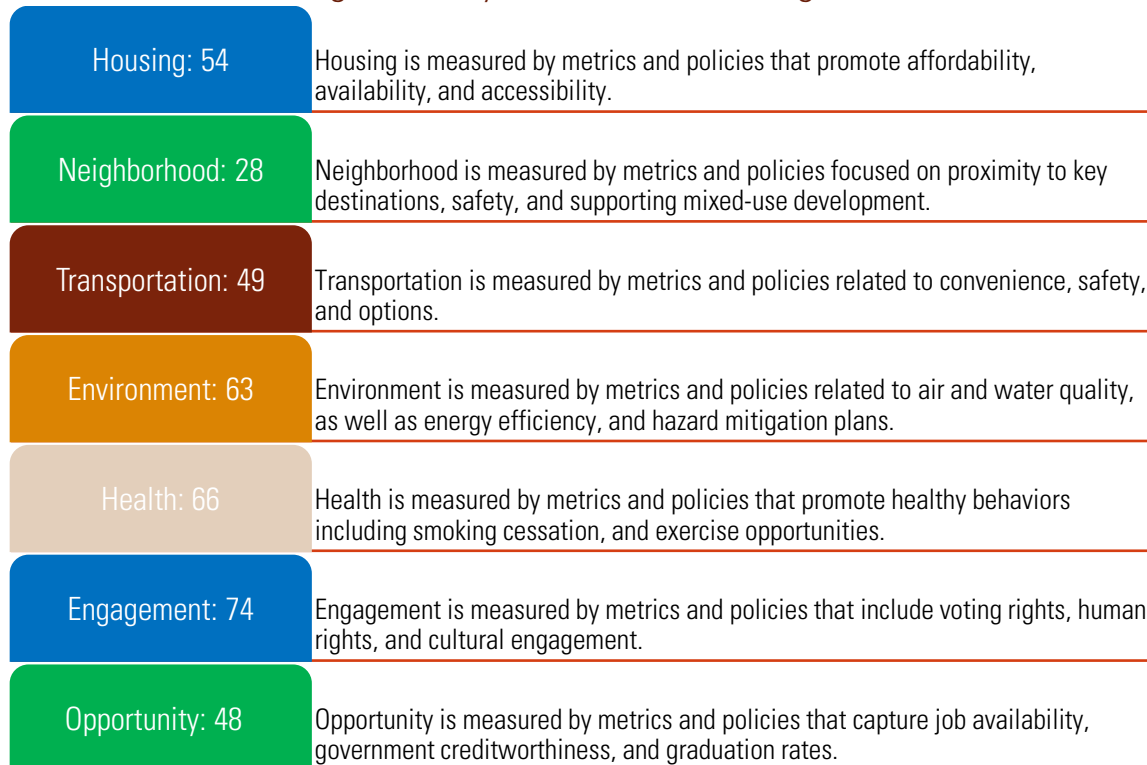 Housing: 54
Housing is measured by metrics and policies that promote affordability,
availability, and accessibility.
Neighborhood: 28
Neighborhood is measured by metrics and policies focused on proximity to key
destinations, safety, and supporting mixed-use development.
Transportation: 49
Transportation is measured by metrics and policies related to convenience, safety,
and options.
Environment: 63
Environment is measured by metrics and policies related to air and water quality,
as well as energy efficiency, and hazard mitigation plans.
Health: 66
Health is measured by metrics and policies that promote healthy behaviors
including smoking cessation, and exercise opportunities.
Engagement: 74
Engagement is measured by metrics and policies that include voting rights, human
rights, and cultural engagement.
Opportunity: 48
Opportunity is measured by metrics and policies that capture job availability,
government creditworthiness, and graduation rates.